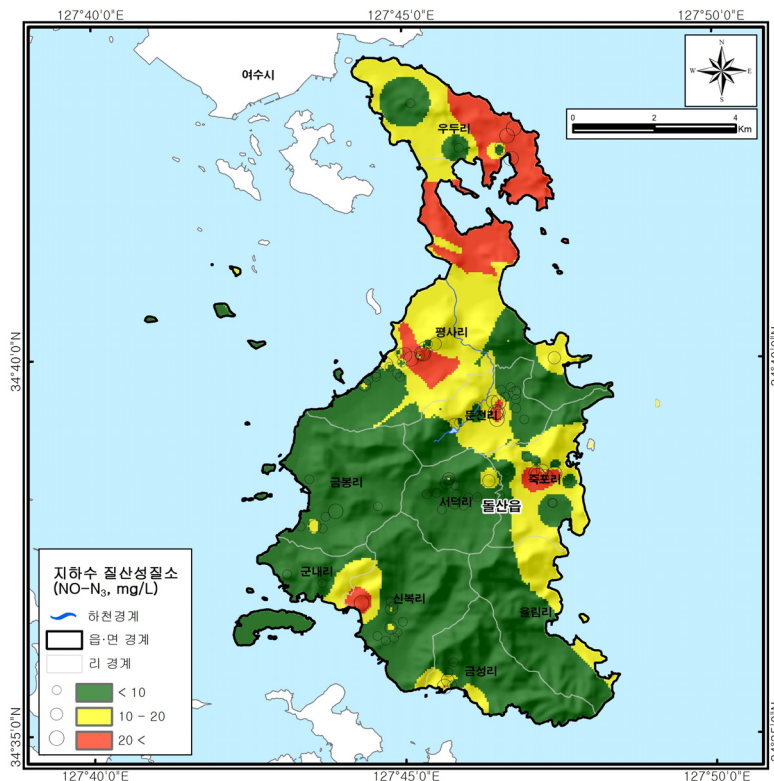 127°40'0"E 127°45'0"E 127°50'0"E
여수시
N
W E
S
0 2 4
Km
우두리
34°40'0"N 평사리 34°40'0"N
둔전리
죽포리
금봉리
서덕리
돌산읍
군내리
신복리
율림리
금성리
지하수 질산성질소
(NO-N₃, mg/L)
하천경계
읍·면 경계
리 경계
< 10
10 - 20
20 <
34°35'0"N 34°35'0"N
127°40'0"E 127°45'0"E 127°50'0"E